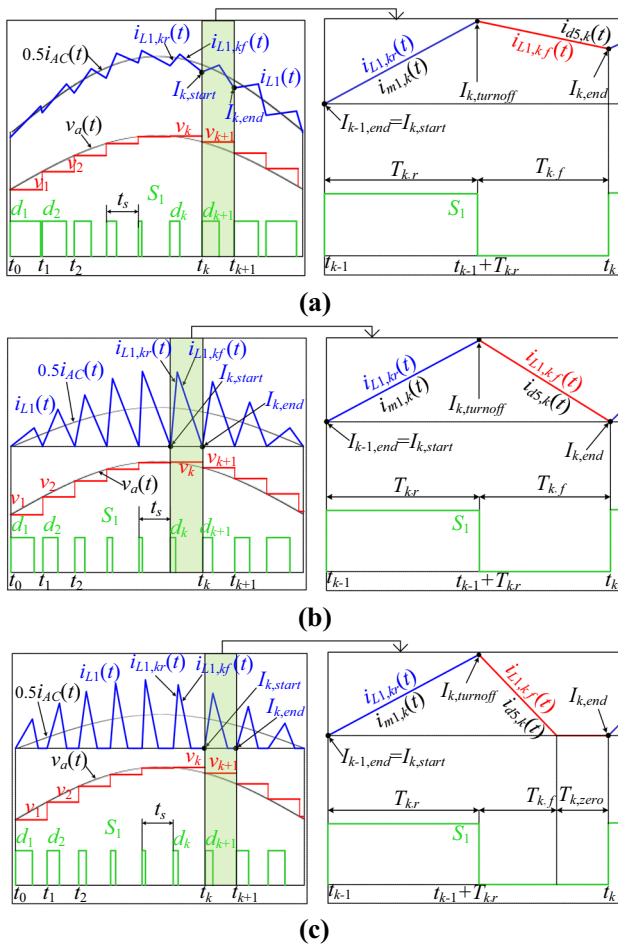 i_{L1,kr}(t)
i_{L1,kf}(t)
0.5i_{AC}(t)
I_{k,start}
i_{L1}(t)
I_{k,end}
v_a(t)
v_k v_{k+1}
v_2
v_1
t_s S_1
d_1 d_2 d_k d_{k+1}
t_0 t_1 t_2 t_k t_{k+1}
i_{L1,kr}(t)
i_{m1,k}(t)
i_{d5,k}(t)
i_{L1,kf}(t)
I_{k,turnoff}
I_{k,end}
I_{k-1,end}=I_{k,start}
T_{k.r} T_{k.f}
S_1
t_{k-1} t_{k-1}+T_{k.r} t_k
(a)
i_{L1,kr}(t)
i_{L1,kf}(t)
0.5i_{AC}(t)
I_{k,start}
i_{L1}(t)
I_{k,end}
v_k v_{k+1}
v_2
v_1
v_a(t)
S_1 t_s
d_1 d_2 d_k d_{k+1}
t_0 t_1 t_2 t_k t_{k+1}
i_{L1,kr}(t)
i_{m1,k}(t)
i_{L1,kf}(t)
i_{d5,k}(t)
I_{k,turnoff}
I_{k,end}
I_{k-1,end}=I_{k,start}
T_{k.r} T_{k.f}
S_1
t_{k-1} t_{k-1}+T_{k.r} t_k
(b)
i_{L1}(t) i_{L1,kr}(t)
i_{L1,kf}(t)
0.5i_{AC}(t)
I_{k,start}
I_{k,end}
v_a(t)
v_k v_{k+1}
v_2
v_1
t_s
d_1 d_2 S_1 d_k d_{k+1}
t_0 t_1 t_2 t_k t_{k+1}
i_{L1,kr}(t)
i_{m1,k}(t)
i_{L1,kf}(t)
i_{d5,k}(t)
I_{k,turnoff}
I_{k,end}
I_{k-1,end}=I_{k,start}
T_{k.r} T_{k.f} T_{k,zero}
S_1
t_{k-1} t_{k-1}+T_{k.r} t_k
(c)